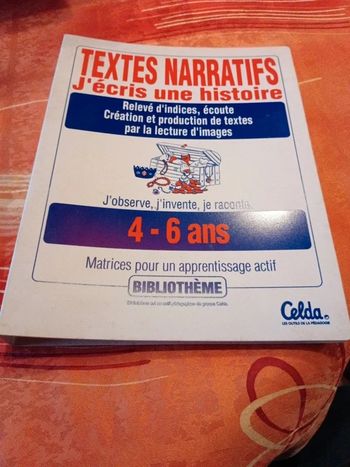 TEXTES NARRATIFS
J'écris une histoire
Relevé d'indices, écoute
Création et production de textes
par la lecture d'images
J'observe, j'invente, je raconte,
4 - 6 ans
Matrices pour un apprentissage actif
BIBLIOTHÈME
Celda
LES OUTILS DE LA PÉDAGOGIE